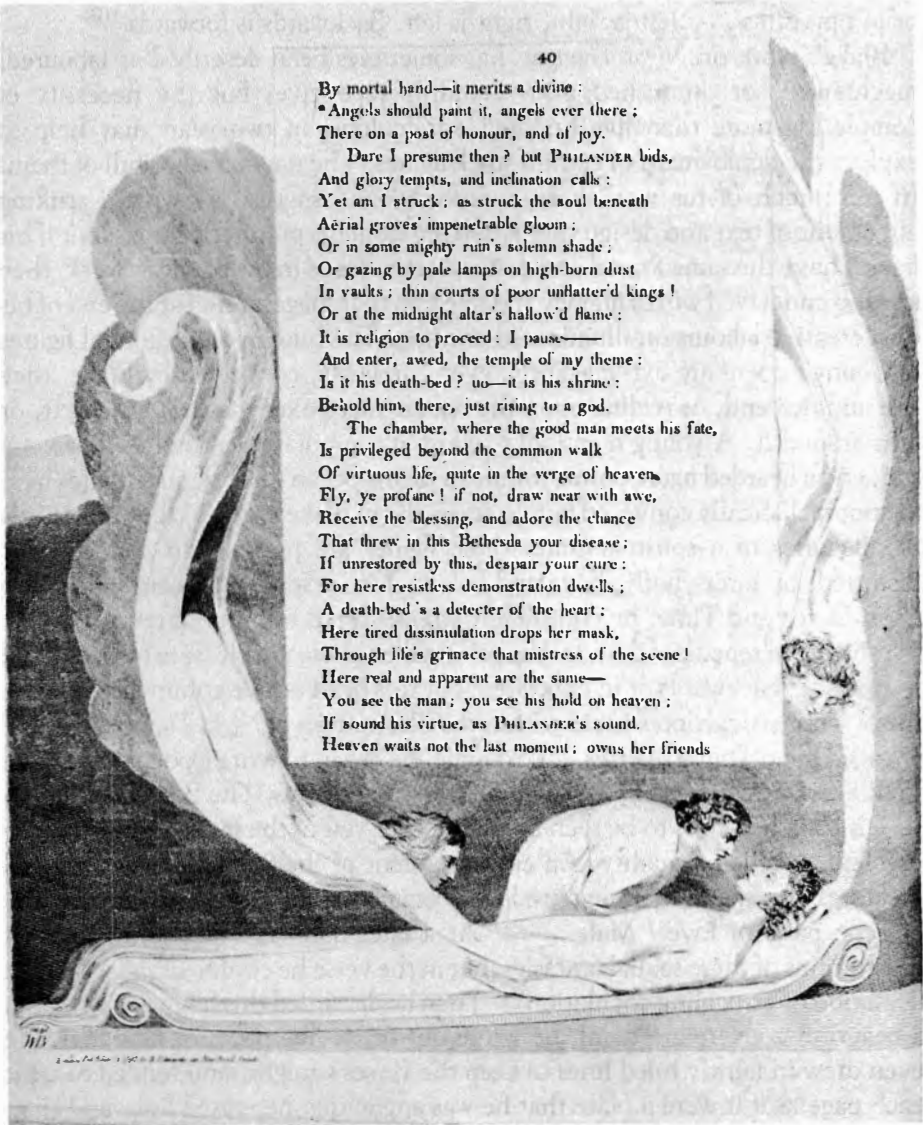 40
By mortal hand—it merits a divine :
*Angels should paint it, angels ever there ;
There on a post of honour, and of joy.
Dare I presume then ? but PHILANDER bids,
And glory tempts, and inclination calls :
Yet am I struck ; as struck the soul beneath
Aërial groves' impenetrable gloom ;
Or in some mighty ruin's solemn shade ;
Or gazing by pale lamps on high-born dust
In vaults ; thin courts of poor unflatter'd kings !
Or at the midnight altar's hallow'd flame :
It is religion to proceed : I pause——
And enter, awed, the temple of my theme :
Is it his death-bed ? no—it is his shrine :
Behold him, there, just rising to a god.
The chamber, where the good man meets his fate,
Is privileged beyond the common walk
Of virtuous life, quite in the verge of heaven.
Fly, ye profane ! if not, draw near with awe,
Receive the blessing, and adore the chance
That threw in this Bethesda your disease ;
If unrestored by this, despair your cure :
For here resistless demonstration dwells ;
A death-bed 's a detecter of the heart ;
Here tired dissimulation drops her mask,
Through life's grimace that mistress of the scene !
Here real and apparent are the same—
You see the man ; you see his hold on heaven ;
If sound his virtue, as PHILANDER's sound.
Heaven waits not the last moment ; owns her friends
WB